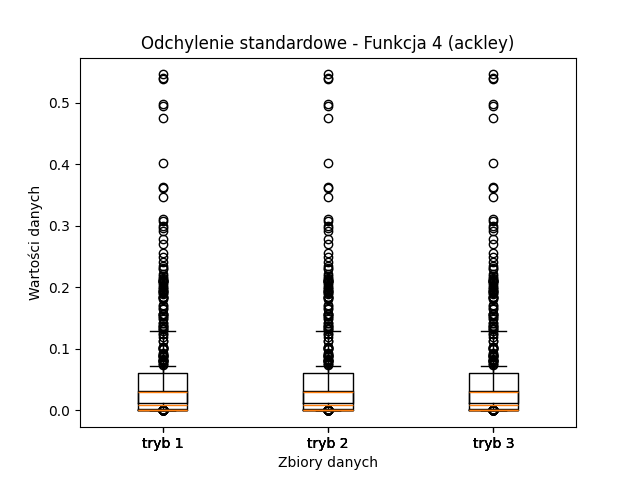 Odchylenie standardowe - Funkcja 4 (ackley)
Wartości danych
0.5
0.4
0.3
0.2
0.1
0.0
tryb 1
tryb 2
tryb 3
Zbiory danych